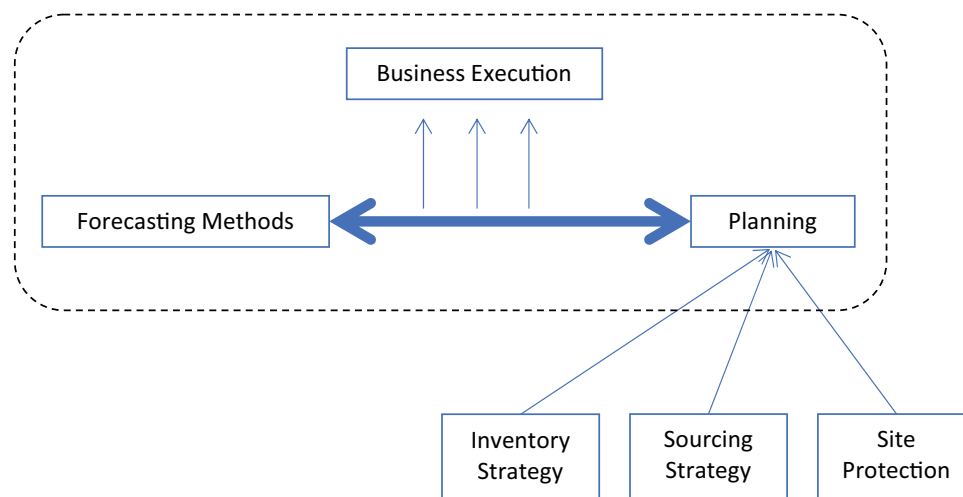 Business Execution
Forecasting Methods
Planning
Inventory
Strategy
Sourcing
Strategy
Site
Protection